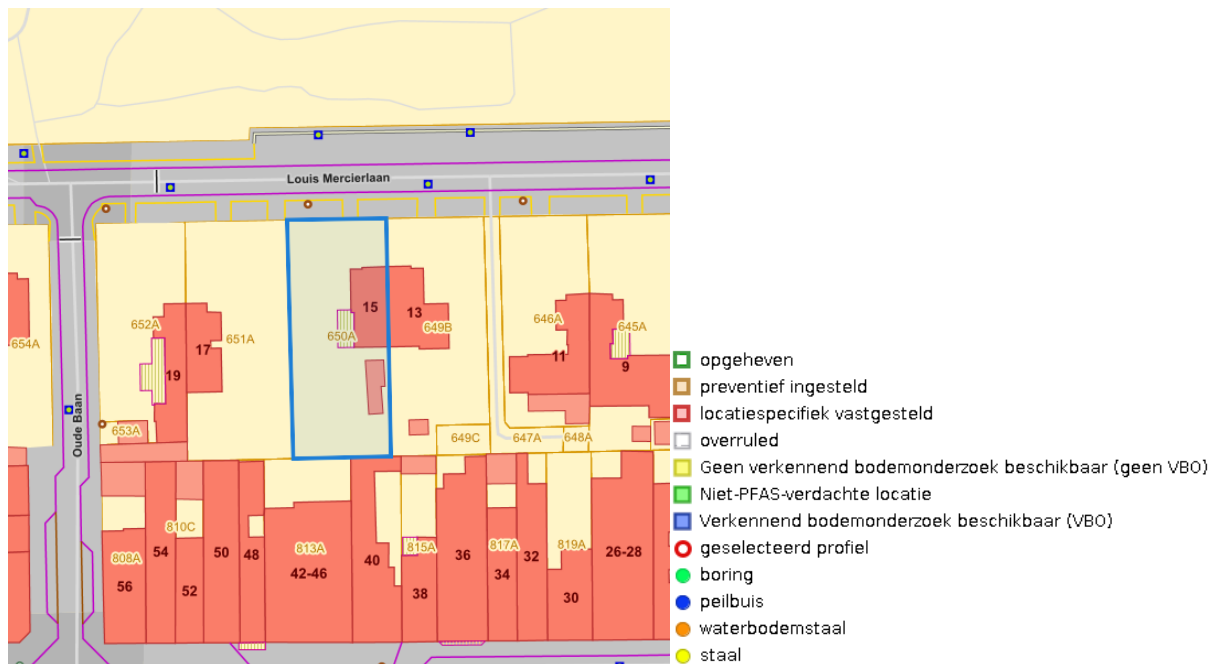 Louis Mercierlaan
Oude Baan
654A
652A
19
17
651A
650A
15
13
649B
646A
11
645A
9
653A
649C
647A
648A
808A
56
54
810C
52
50
48
813A
42-46
40
815A
38
36
817A
34
32
819A
30
26-28
opgeheven
preventief ingesteld
locatiespecifiek vastgesteld
overruled
Geen verkennend bodemonderzoek beschikbaar (geen VBO)
Niet-PFAS-verdachte locatie
Verkennend bodemonderzoek beschikbaar (VBO)
geselecteerd profiel
boring
peilbuis
waterbodemstaal
staal